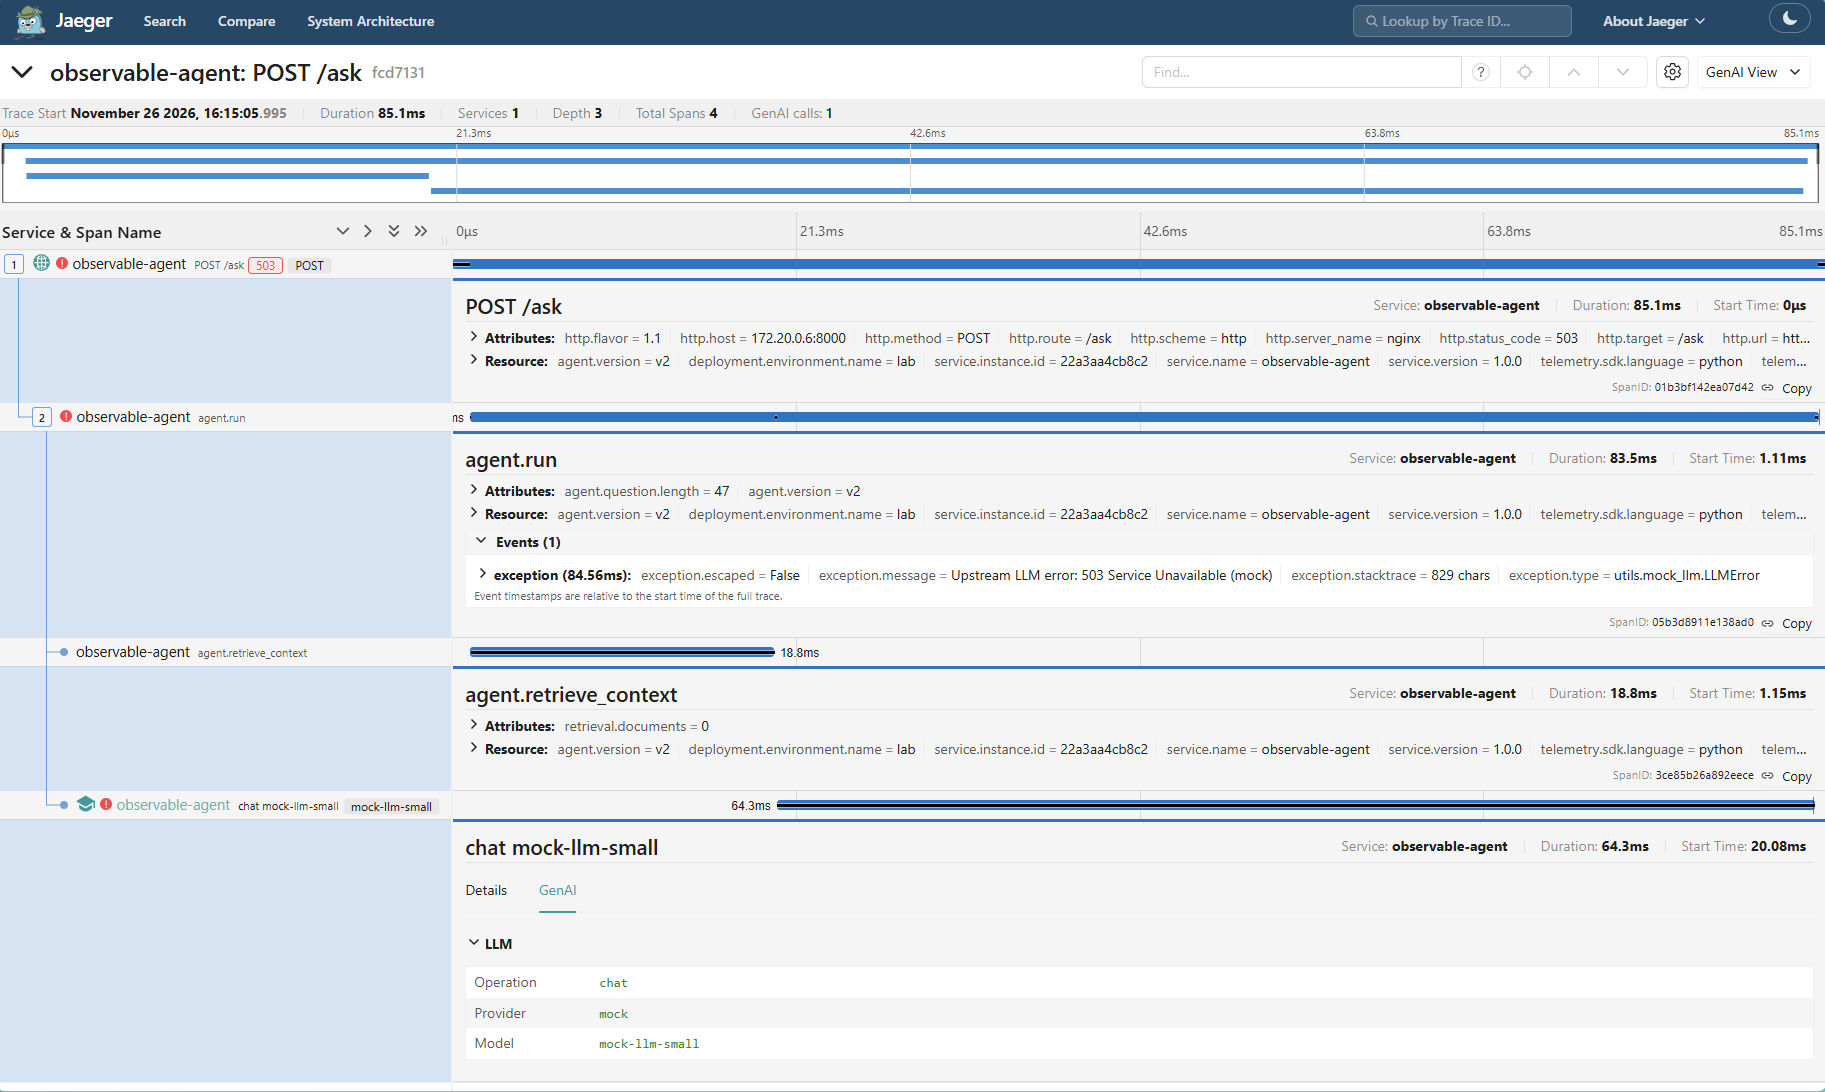 Jaeger Search Compare System Architecture Lookup by Trace ID... About Jaeger
observable-agent: POST /ask fcd7131 Find... ? GenAI View
Trace Start November 26 2026, 16:15:05.995 Duration 85.1ms Services 1 Depth 3 Total Spans 4 GenAI calls: 1
0μs 21.3ms 42.6ms 63.8ms 85.1ms
Service & Span Name 0μs 21.3ms 42.6ms 63.8ms 85.1ms
1 observable-agent POST /ask 503 POST
POST /ask Service: observable-agent Duration: 85.1ms Start Time: 0μs
Attributes: http.flavor = 1.1 http.host = 172.20.0.6:8000 http.method = POST http.route = /ask http.scheme = http http.server_name = nginx http.status_code = 503 http.target = /ask http.url = htt...
Resource: agent.version = v2 deployment.environment.name = lab service.instance.id = 22a3aa4cb8c2 service.name = observable-agent service.version = 1.0.0 telemetry.sdk.language = python telem...
SpanID: 01b3bf142ea07d42 Copy
2 observable-agent agent.run ms
agent.run Service: observable-agent Duration: 83.5ms Start Time: 1.11ms
Attributes: agent.question.length = 47 agent.version = v2
Resource: agent.version = v2 deployment.environment.name = lab service.instance.id = 22a3aa4cb8c2 service.name = observable-agent service.version = 1.0.0 telemetry.sdk.language = python telem...
Events (1)
exception (84.56ms): exception.escaped = False exception.message = Upstream LLM error: 503 Service Unavailable (mock) exception.stacktrace = 829 chars exception.type = utils.mock_llm.LLMError
Event timestamps are relative to the start time of the full trace.
SpanID: 05b3d8911e138ad0 Copy
observable-agent agent.retrieve_context 18.8ms
agent.retrieve_context Service: observable-agent Duration: 18.8ms Start Time: 1.15ms
Attributes: retrieval.documents = 0
Resource: agent.version = v2 deployment.environment.name = lab service.instance.id = 22a3aa4cb8c2 service.name = observable-agent service.version = 1.0.0 telemetry.sdk.language = python telem...
SpanID: 3ce85b26a892eece Copy
observable-agent chat mock-llm-small mock-llm-small 64.3ms
chat mock-llm-small Service: observable-agent Duration: 64.3ms Start Time: 20.08ms
Details GenAI
LLM
Operation chat
Provider mock
Model mock-llm-small